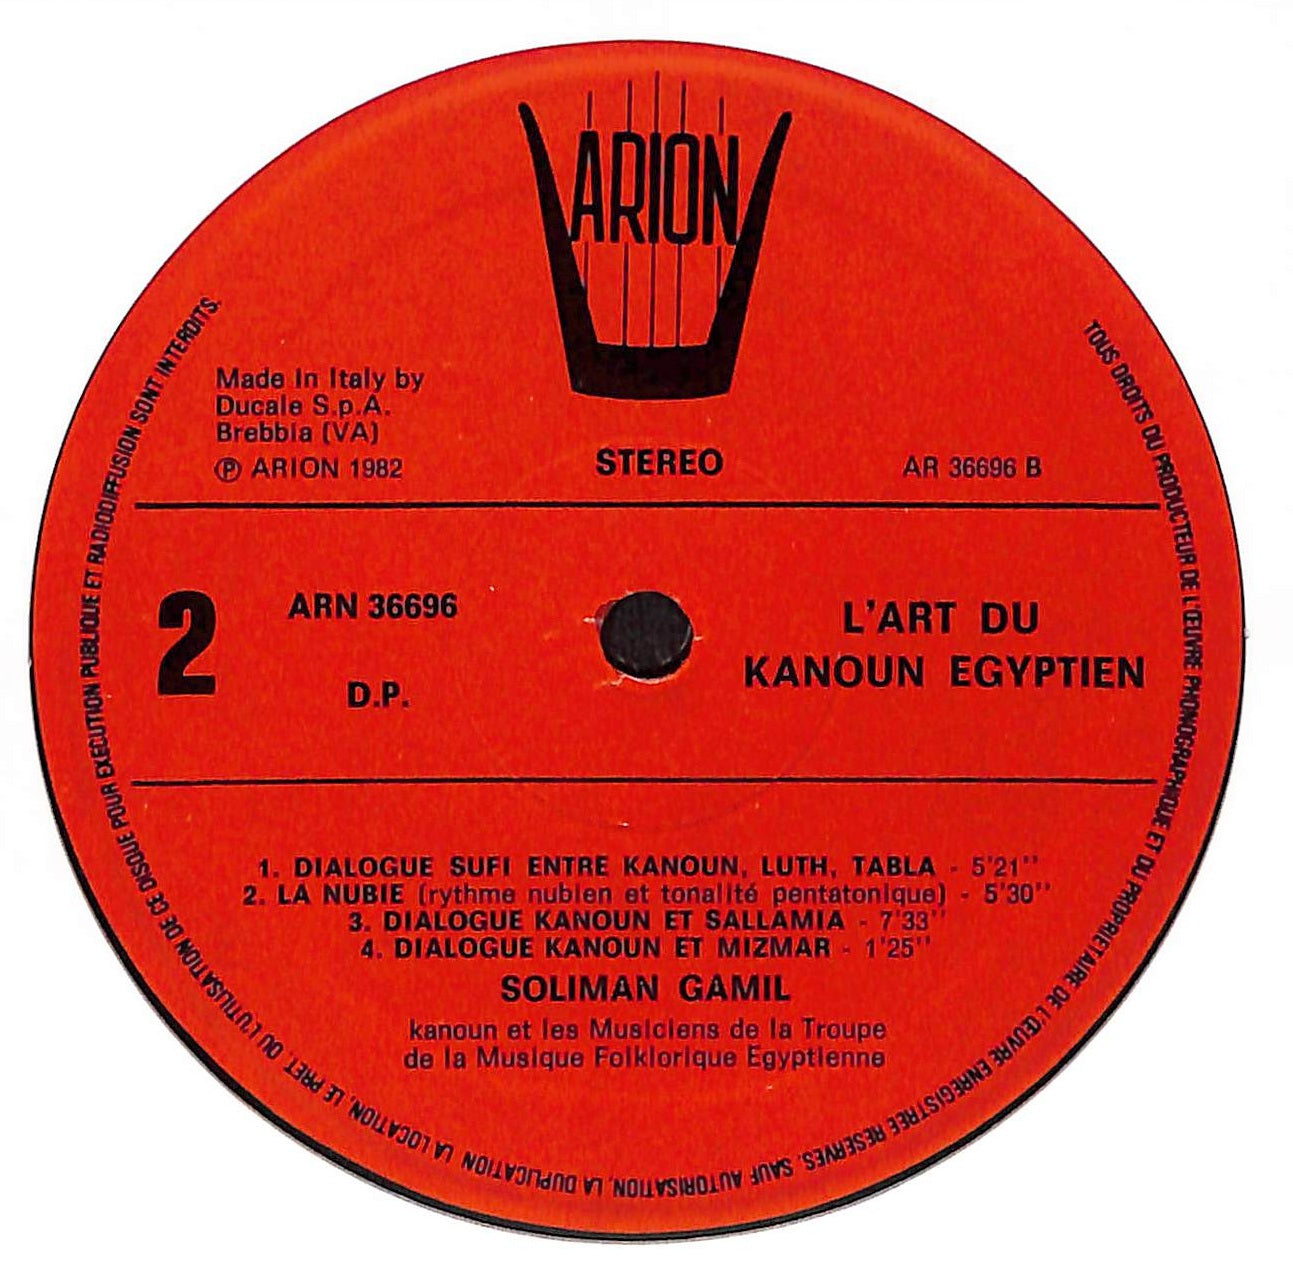 ARION
Made in Italy by
Ducale S.p.A.
Brebbia (VA)
Ⓟ ARION 1982
STEREO
AR 36696 B
2
ARN 36696
D.P.
L'ART DU
KANOUN EGYPTIEN
1. DIALOGUE SUFI ENTRE KANOUN, LUTH, TABLA - 5'21''
2. LA NUBIE (rythme nubien et tonalité pentatonique) - 5'30''
3. DIALOGUE KANOUN ET SALLAMIA - 7'33''
4. DIALOGUE KANOUN ET MIZMAR - 1'25''
SOLIMAN GAMIL
kanoun et les Musiciens de la Troupe
de la Musique Folklorique Egyptienne
TOUS DROITS DU PRODUCTEUR DE L'ŒUVRE PHONOGRAPHIQUE ET DU PROPRIETAIRE DE L'ŒUVRE ENREGISTREE RESERVES. SAUF AUTORISATION, LA DUPLICATION, LA LOCATION, LE PRET, OU L'UTILISATION DE CE DISQUE POUR EXECUTION PUBLIQUE ET RADIODIFFUSION SONT INTERDITS.